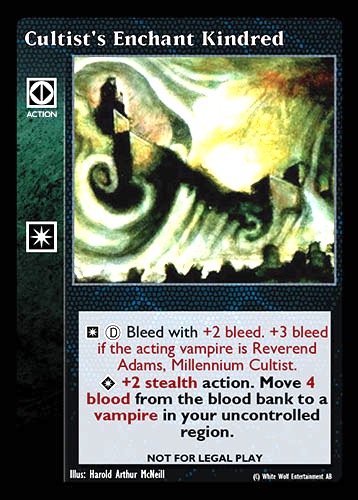 Cultist's Enchant Kindred
ACTION
D Bleed with +2 bleed. +3 bleed
if the acting vampire is Reverend
Adams, Millennium Cultist.
+2 stealth action. Move 4
blood from the blood bank to a
vampire in your uncontrolled
region.
NOT FOR LEGAL PLAY
Illus: Harold Arthur McNeill
(C) White Wolf Entertainment AB